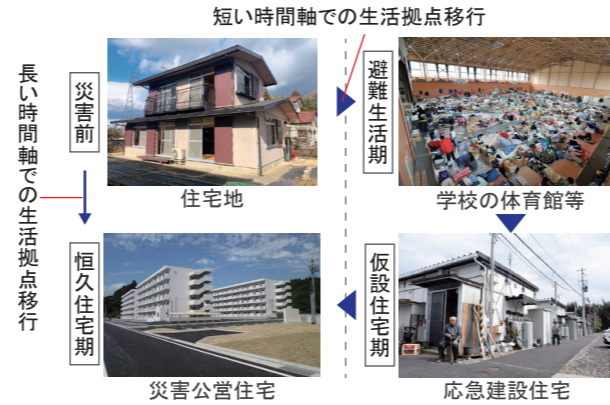 短い時間軸での生活拠点移行
長い時間軸での生活拠点移行
災害前
住宅地
避難生活期
学校の体育館等
恒久住宅期
災害公営住宅
仮設住宅期
応急建設住宅